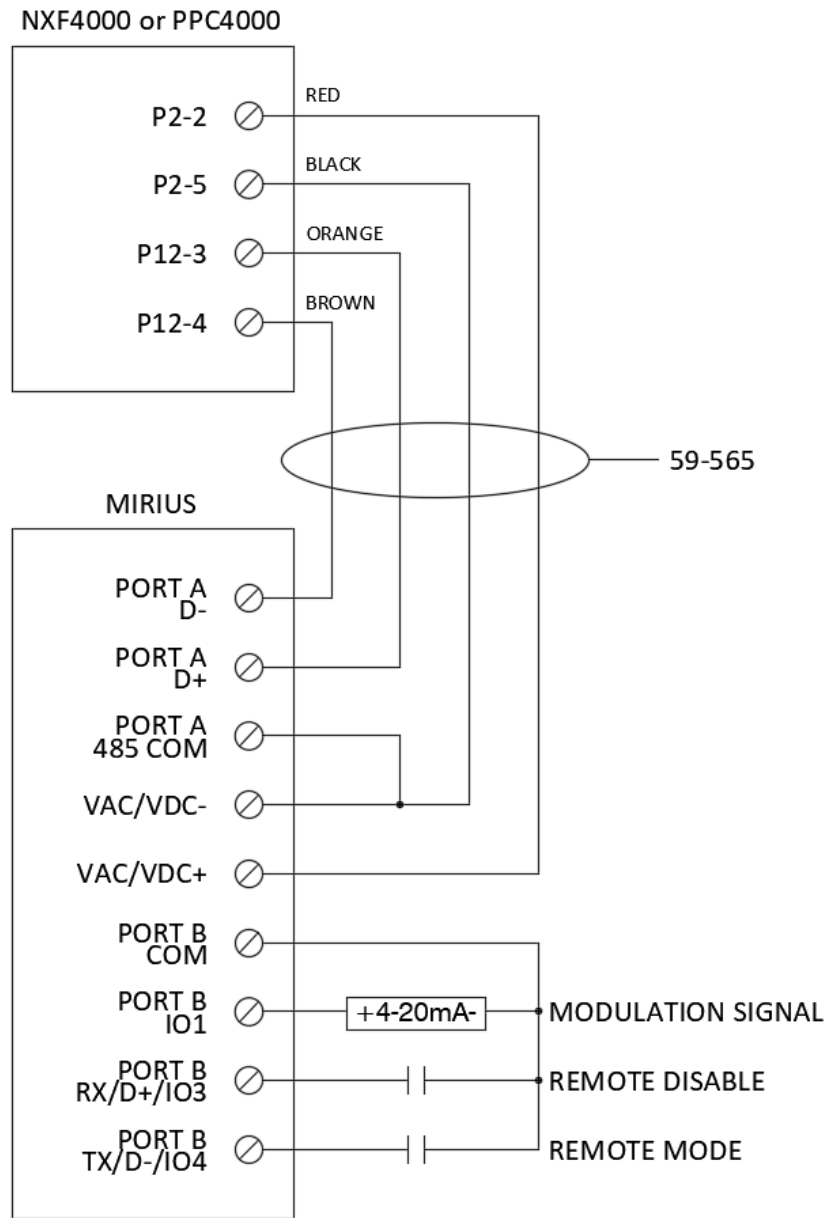 NXF4000 or PPC4000
RED
P2-2
BLACK
P2-5
ORANGE
P12-3
BROWN
P12-4
59-565
MIRIUS
PORT A
D-
PORT A
D+
PORT A
485 COM
VAC/VDC-
VAC/VDC+
PORT B
COM
PORT B
IO1
+4-20mA-
MODULATION SIGNAL
PORT B
RX/D+/IO3
REMOTE DISABLE
PORT B
TX/D-/IO4
REMOTE MODE